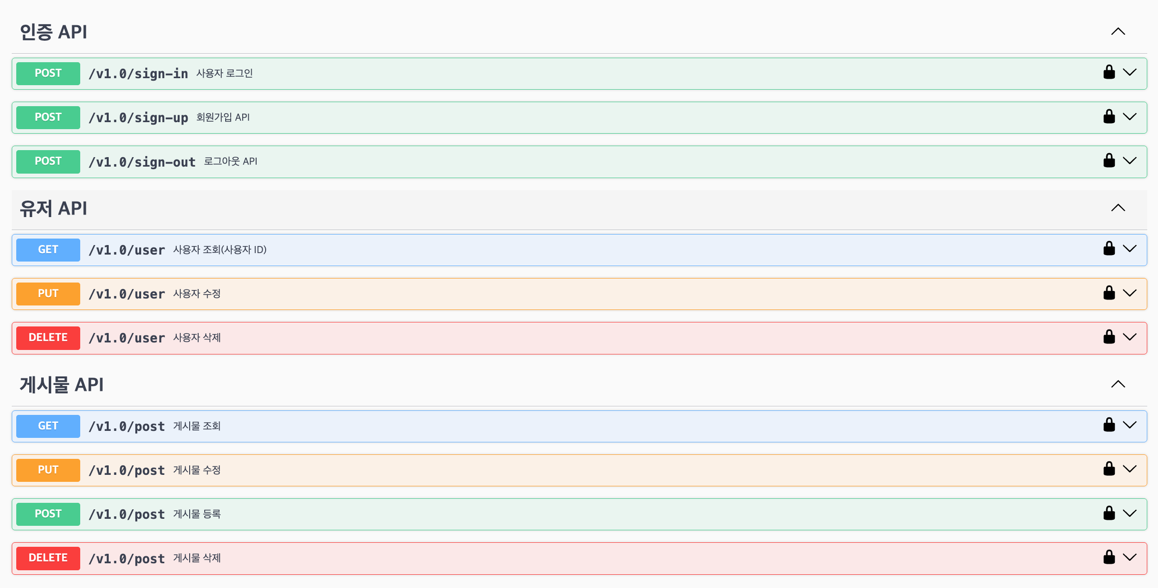 인증 API
POST /v1.0/sign-in 사용자 로그인
POST /v1.0/sign-up 회원가입 API
POST /v1.0/sign-out 로그아웃 API
유저 API
GET /v1.0/user 사용자 조회(사용자 ID)
PUT /v1.0/user 사용자 수정
DELETE /v1.0/user 사용자 삭제
게시물 API
GET /v1.0/post 게시물 조회
PUT /v1.0/post 게시물 수정
POST /v1.0/post 게시물 등록
DELETE /v1.0/post 게시물 삭제